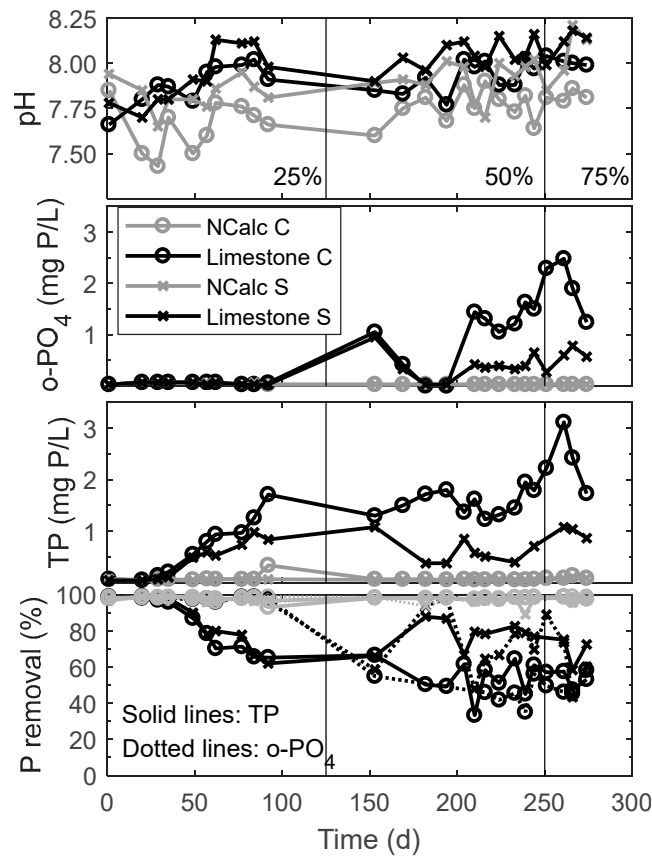 8.25
8.00
7.75
7.50
pH
25%
50%
75%
3
2
1
0
o-PO4 (mg P/L)
NCalc C
Limestone C
NCalc S
Limestone S
3
2
1
0
TP (mg P/L)
100
80
60
40
20
0
P removal (%)
Solid lines: TP
Dotted lines: o-PO4
0
50
100
150
200
250
300
Time (d)